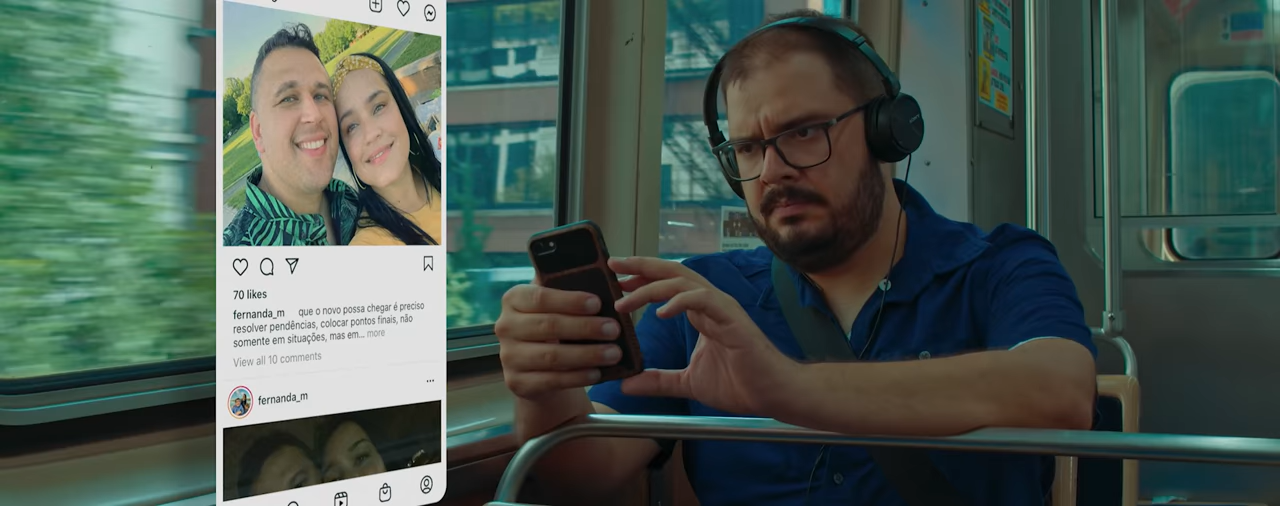 70 likes
fernanda_m que o novo possa chegar é preciso
resolver pendências, colocar pontos finais, não
somente em situações, mas em... more
View all 10 comments
fernanda_m